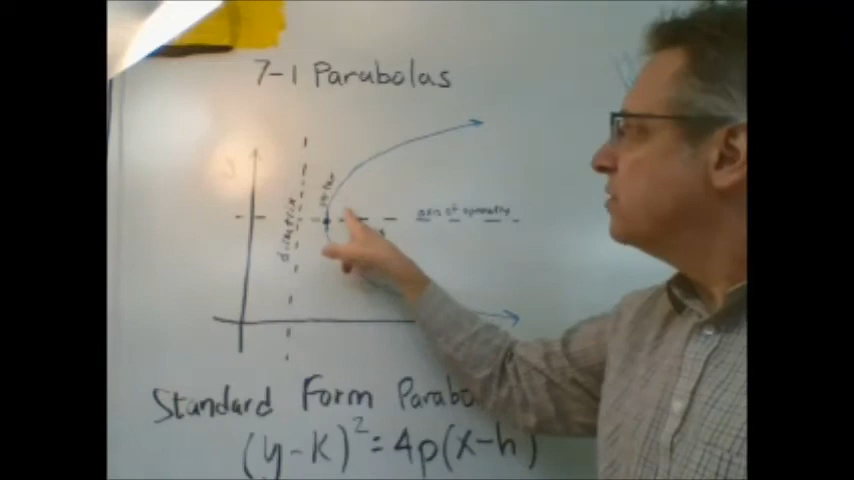 7-1 Parabolas
y
directrix
axis of symmetry
Standard Form Parabo
(y-k)²=4p(x-h)